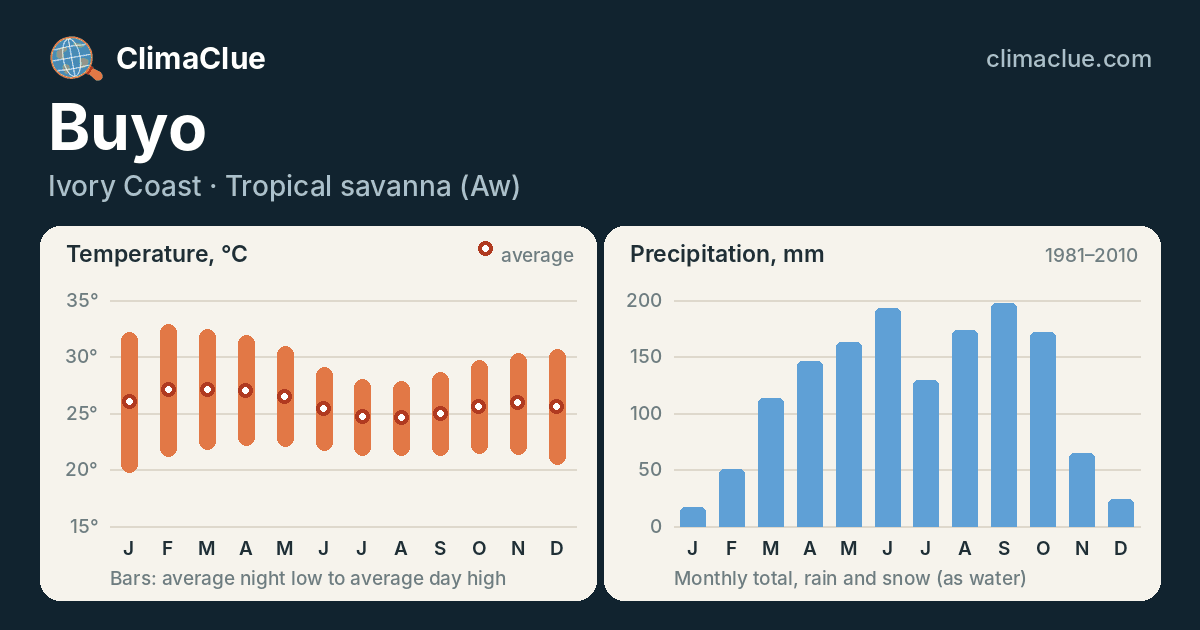 ClimaClue
climaclue.com
Buyo
Ivory Coast · Tropical savanna (Aw)
Temperature, °C
average
35°
30°
25°
20°
15°
J F M A M J J A S O N D
Bars: average night low to average day high
Precipitation, mm
1981–2010
200
150
100
50
0
J F M A M J J A S O N D
Monthly total, rain and snow (as water)